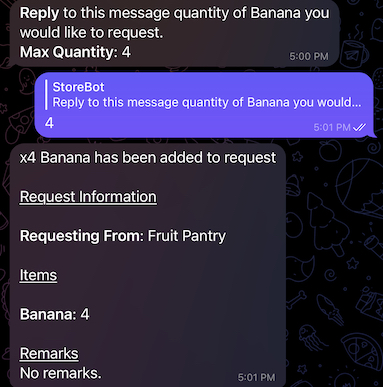 Reply to this message quantity of Banana you
would like to request.
Max Quantity: 4
5:00 PM
StoreBot
Reply to this message quantity of Banana you would...
4
5:01 PM
x4 Banana has been added to request
Request Information
Requesting From: Fruit Pantry
Items
Banana: 4
Remarks
No remarks.
5:01 PM